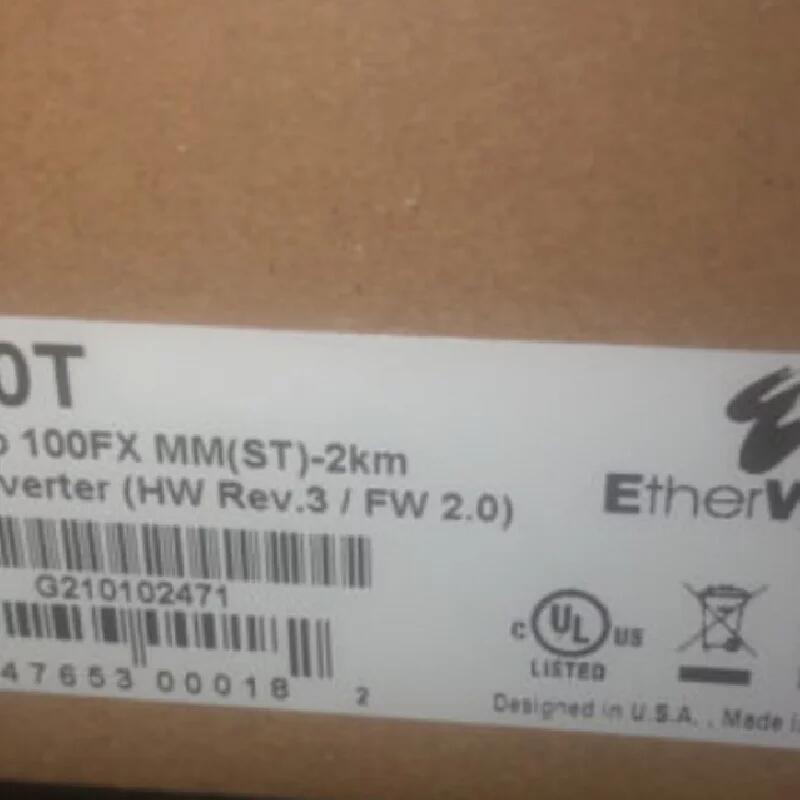 0T
100FX MM(ST)-2km
verter (HW Rev.3 / FW 2.0)
EtherW
G210102471
47653 00018 2
C UL US
LISTED
Designed in U.S.A. , Made i